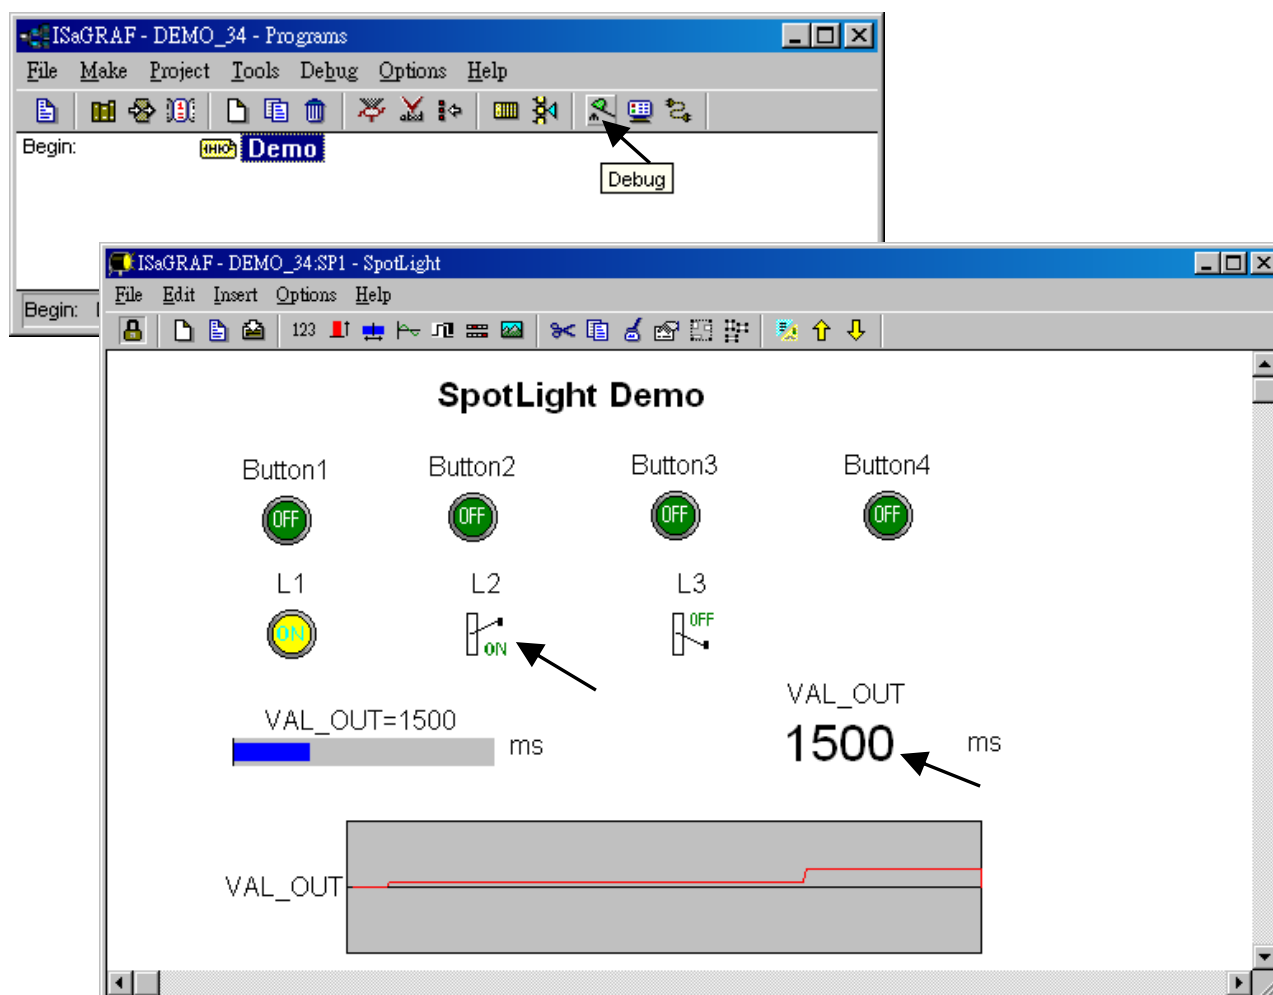 ISaGRAF - DEMO_34 - Programs
File Make Project Tools Debug Options Help
Begin: Demo
Debug
Begin:
ISaGRAF - DEMO_34:SP1 - SpotLight
File Edit Insert Options Help
123
SpotLight Demo
Button1 Button2 Button3 Button4
OFF OFF OFF OFF
L1 L2 L3
ON ON OFF
VAL_OUT=1500 ms
VAL_OUT
1500 ms
VAL_OUT